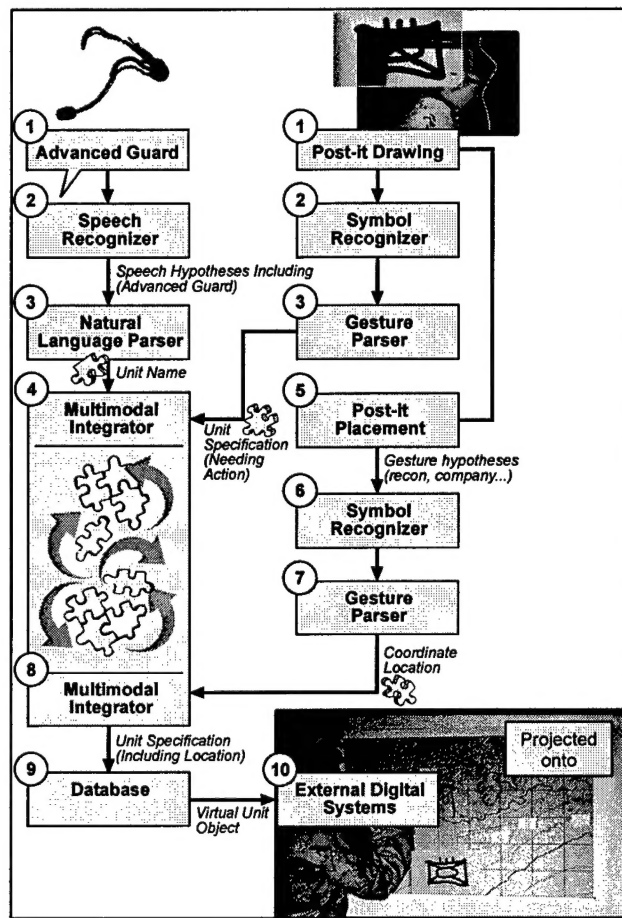 1
Advanced Guard
2
Speech
Recognizer
Speech Hypotheses Including
(Advanced Guard)
3
Natural
Language Parser
Unit Name
4
Multimodal
Integrator
8
Multimodal
Integrator
Unit Specification
(Including Location)
9
Database
Virtual Unit
Object
1
Post-it Drawing
2
Symbol
Recognizer
3
Gesture
Parser
Unit
Specification
(Needing
Action)
5
Post-it
Placement
Gesture hypotheses
(recon, company...)
6
Symbol
Recognizer
7
Gesture
Parser
Coordinate
Location
10
External Digital
Systems
Projected
onto